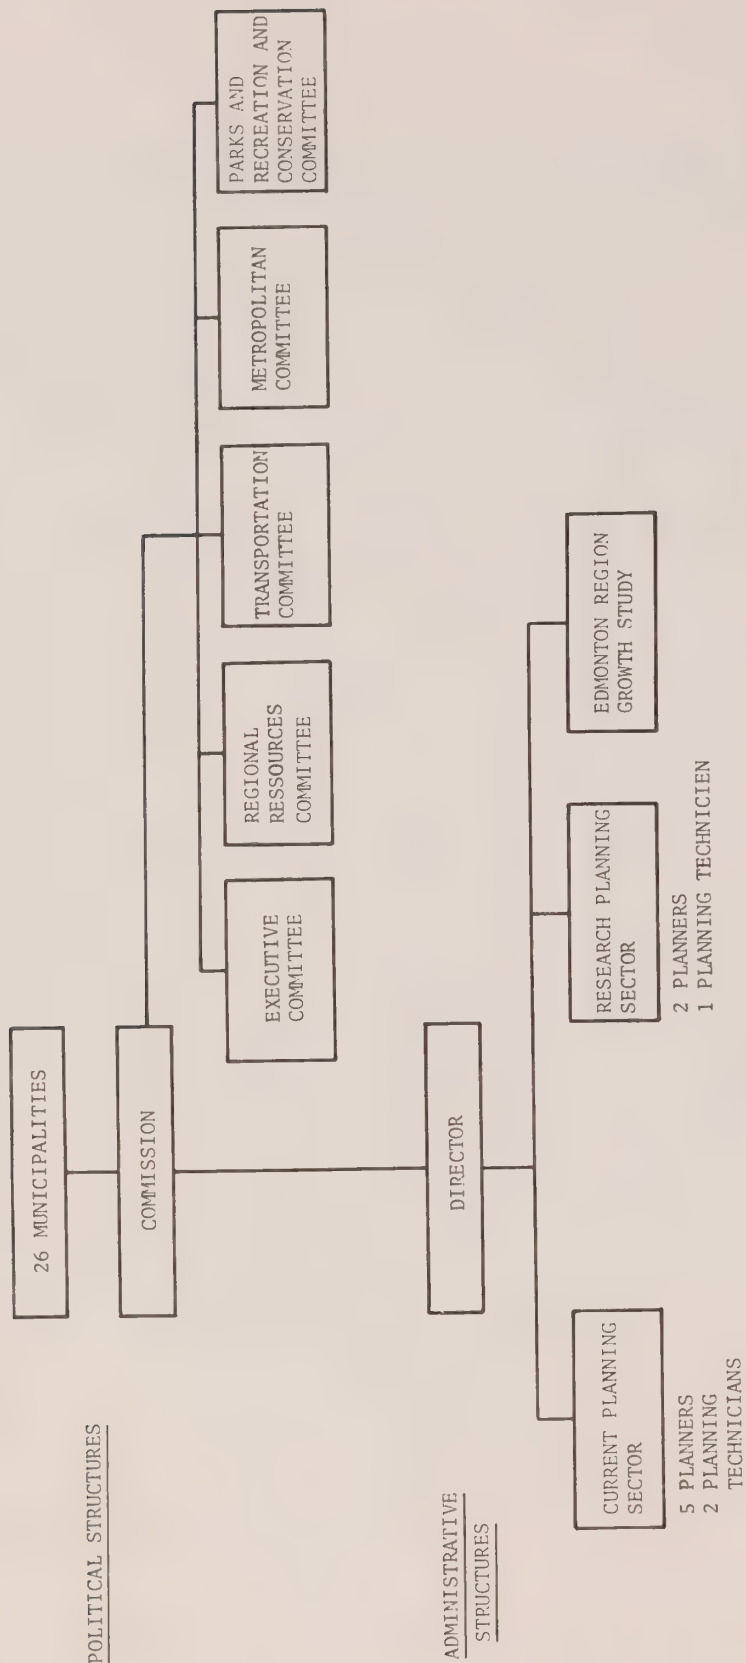 POLITICAL STRUCTURES
26 MUNICIPALITIES
COMMISSION
EXECUTIVE
COMMITTEE
REGIONAL
RESSOURCES
COMMITTEE
TRANSPORTATION
COMMITTEE
METROPOLITAN
COMMITTEE
PARKS AND
RECREATION AND
CONSERVATION
COMMITTEE
ADMINISTRATIVE
STRUCTURES
DIRECTOR
CURRENT PLANNING
SECTOR
5 PLANNERS
2 PLANNING
TECHNICIANS
RESEARCH PLANNING
SECTOR
2 PLANNERS
1 PLANNING TECHNICIEN
EDMONTON REGION
GROWTH STUDY